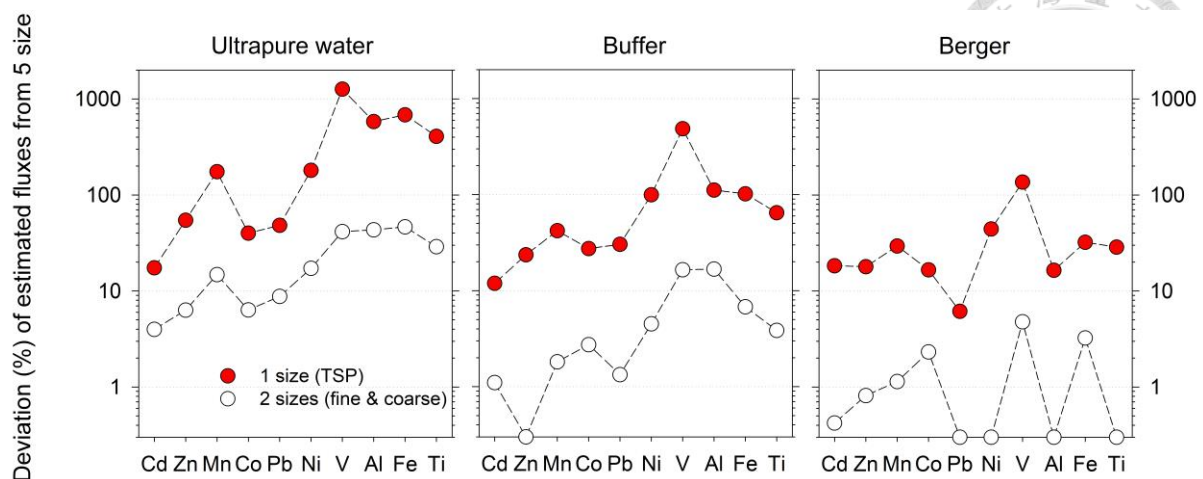 Deviation (%) of estimated fluxes from 5 size
Ultrapure water
Buffer
Berger
1000
100
10
1
1 size (TSP)
2 sizes (fine & coarse)
1000
100
10
1
Cd Zn Mn Co Pb Ni V Al Fe Ti
Cd Zn Mn Co Pb Ni V Al Fe Ti
Cd Zn Mn Co Pb Ni V Al Fe Ti